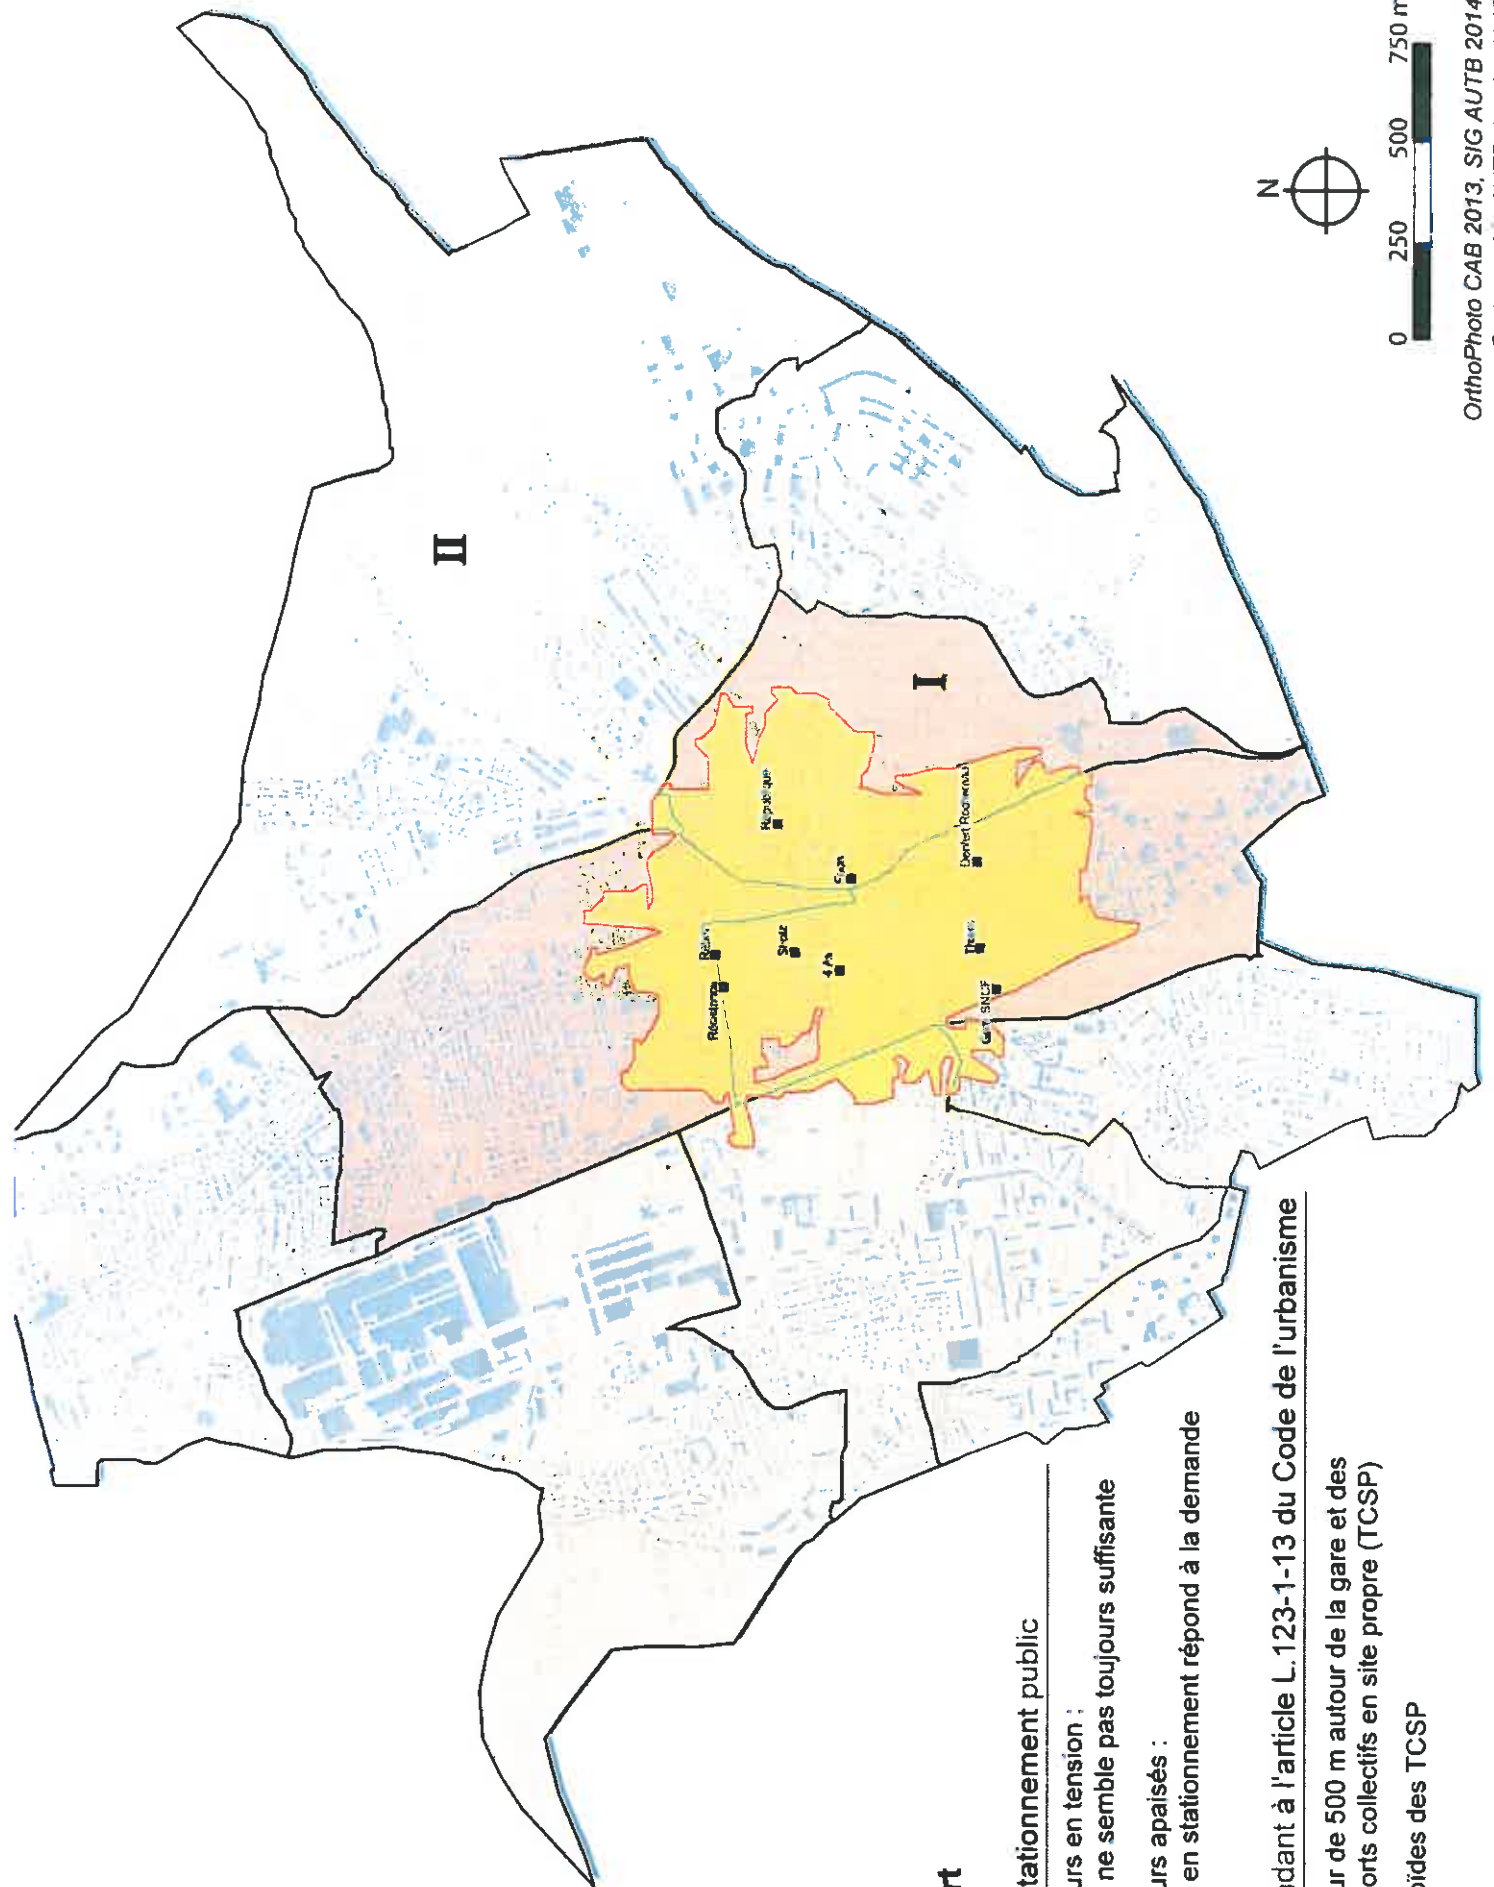 II
I
République
4 As
Denfert Rochereau
Résistance
Gare SNCF
N
0 250 500 750 m
OrthoPhoto CAB 2013, SIG AUTB 2014
rt
tationnement public
urs en tension :
ne semble pas toujours suffisante
urs apaisés :
en stationnement répond à la demande
dant à l'article L.123-1-13 du Code de l'urbanisme
ur de 500 m autour de la gare et des
orts collectifs en site propre (TCSP)
oïdes des TCSP